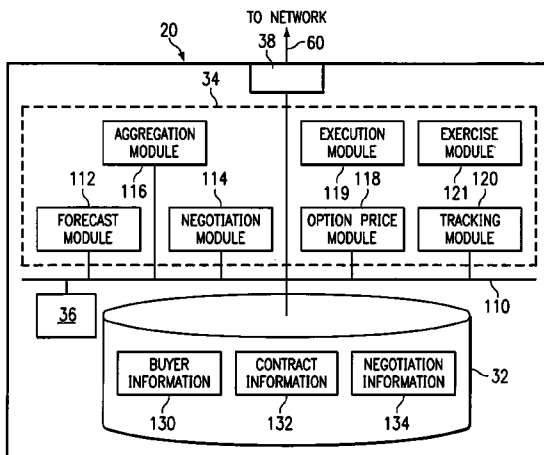 TO NETWORK
20
38
60
34
AGGREGATION
MODULE
EXECUTION
MODULE
EXERCISE
MODULE
112
116
114
119
118
121
120
FORECAST
MODULE
NEGOTIATION
MODULE
OPTION PRICE
MODULE
TRACKING
MODULE
110
36
BUYER
INFORMATION
CONTRACT
INFORMATION
NEGOTIATION
INFORMATION
32
130
132
134